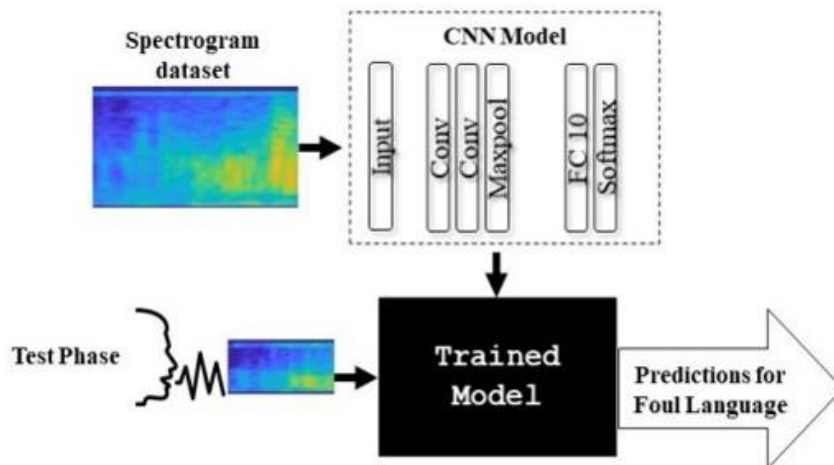 Spectrogram
dataset
CNN Model
Input
Conv
Conv
Maxpool
FC 10
Softmax
Test Phase
Trained
Model
Predictions for
Foul Language